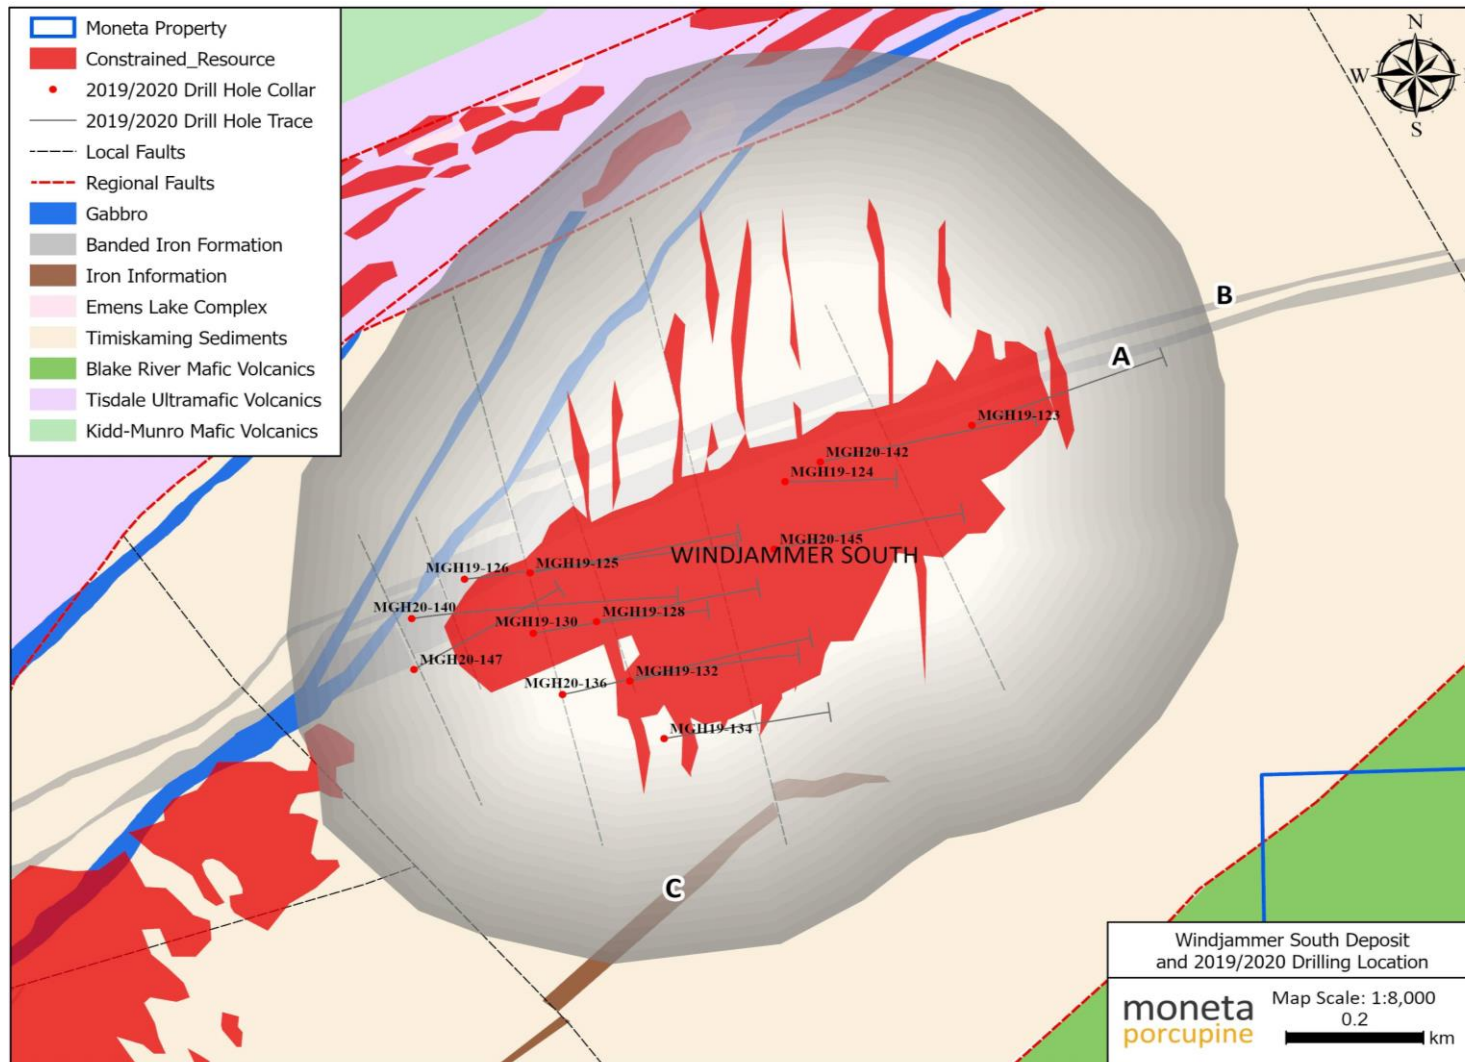 Moneta Property
Constrained_Resource
2019/2020 Drill Hole Collar
2019/2020 Drill Hole Trace
Local Faults
Regional Faults
Gabbro
Banded Iron Formation
Iron Information
Emens Lake Complex
Timiskaming Sediments
Blake River Mafic Volcanics
Tisdale Ultramafic Volcanics
Kidd-Munro Mafic Volcanics
N
W
S
B
A
MGH19-123
MGH20-142
MGH19-124
MGH20-145
WINDJAMMER SOUTH
MGH19-125
MGH19-126
MGH20-140
MGH19-128
MGH19-130
MGH20-147
MGH19-132
MGH20-136
MGH19-134
C
Windjammer South Deposit
and 2019/2020 Drilling Location
moneta
porcupine
Map Scale: 1:8,000
0.2
km